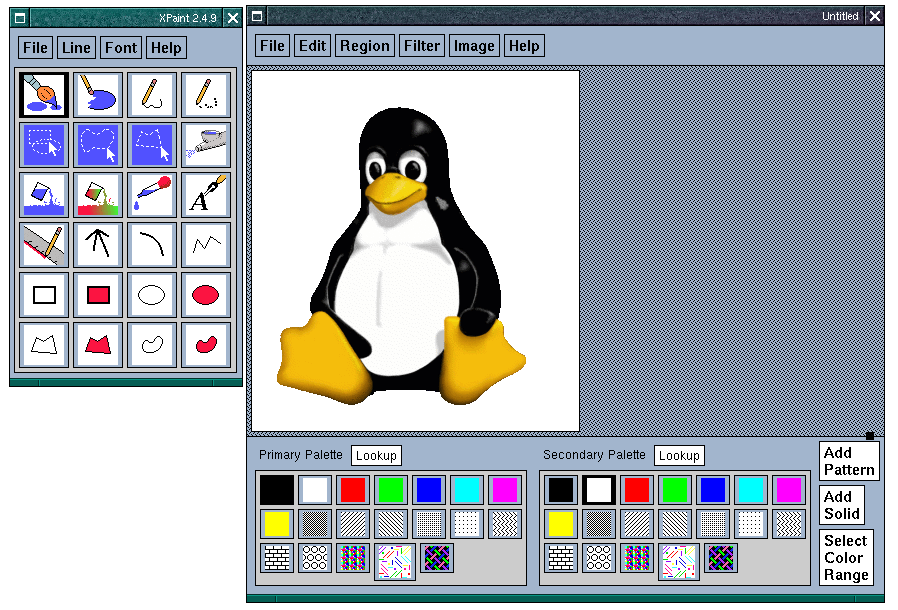 XPaint 2.4.9
File Line Font Help
A
Untitled
File Edit Region Filter Image Help
Primary Palette Lookup
Secondary Palette Lookup
Add
Pattern
Add
Solid
Select
Color
Range